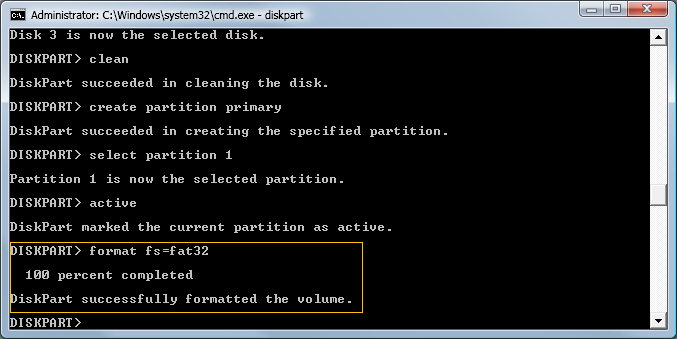 Administrator: C:\Windows\system32\cmd.exe - diskpart
Disk 3 is now the selected disk.
DISKPART> clean
DiskPart succeeded in cleaning the disk.
DISKPART> create partition primary
DiskPart succeeded in creating the specified partition.
DISKPART> select partition 1
Partition 1 is now the selected partition.
DISKPART> active
DiskPart marked the current partition as active.
DISKPART> format fs=fat32
100 percent completed
DiskPart successfully formatted the volume.
DISKPART>